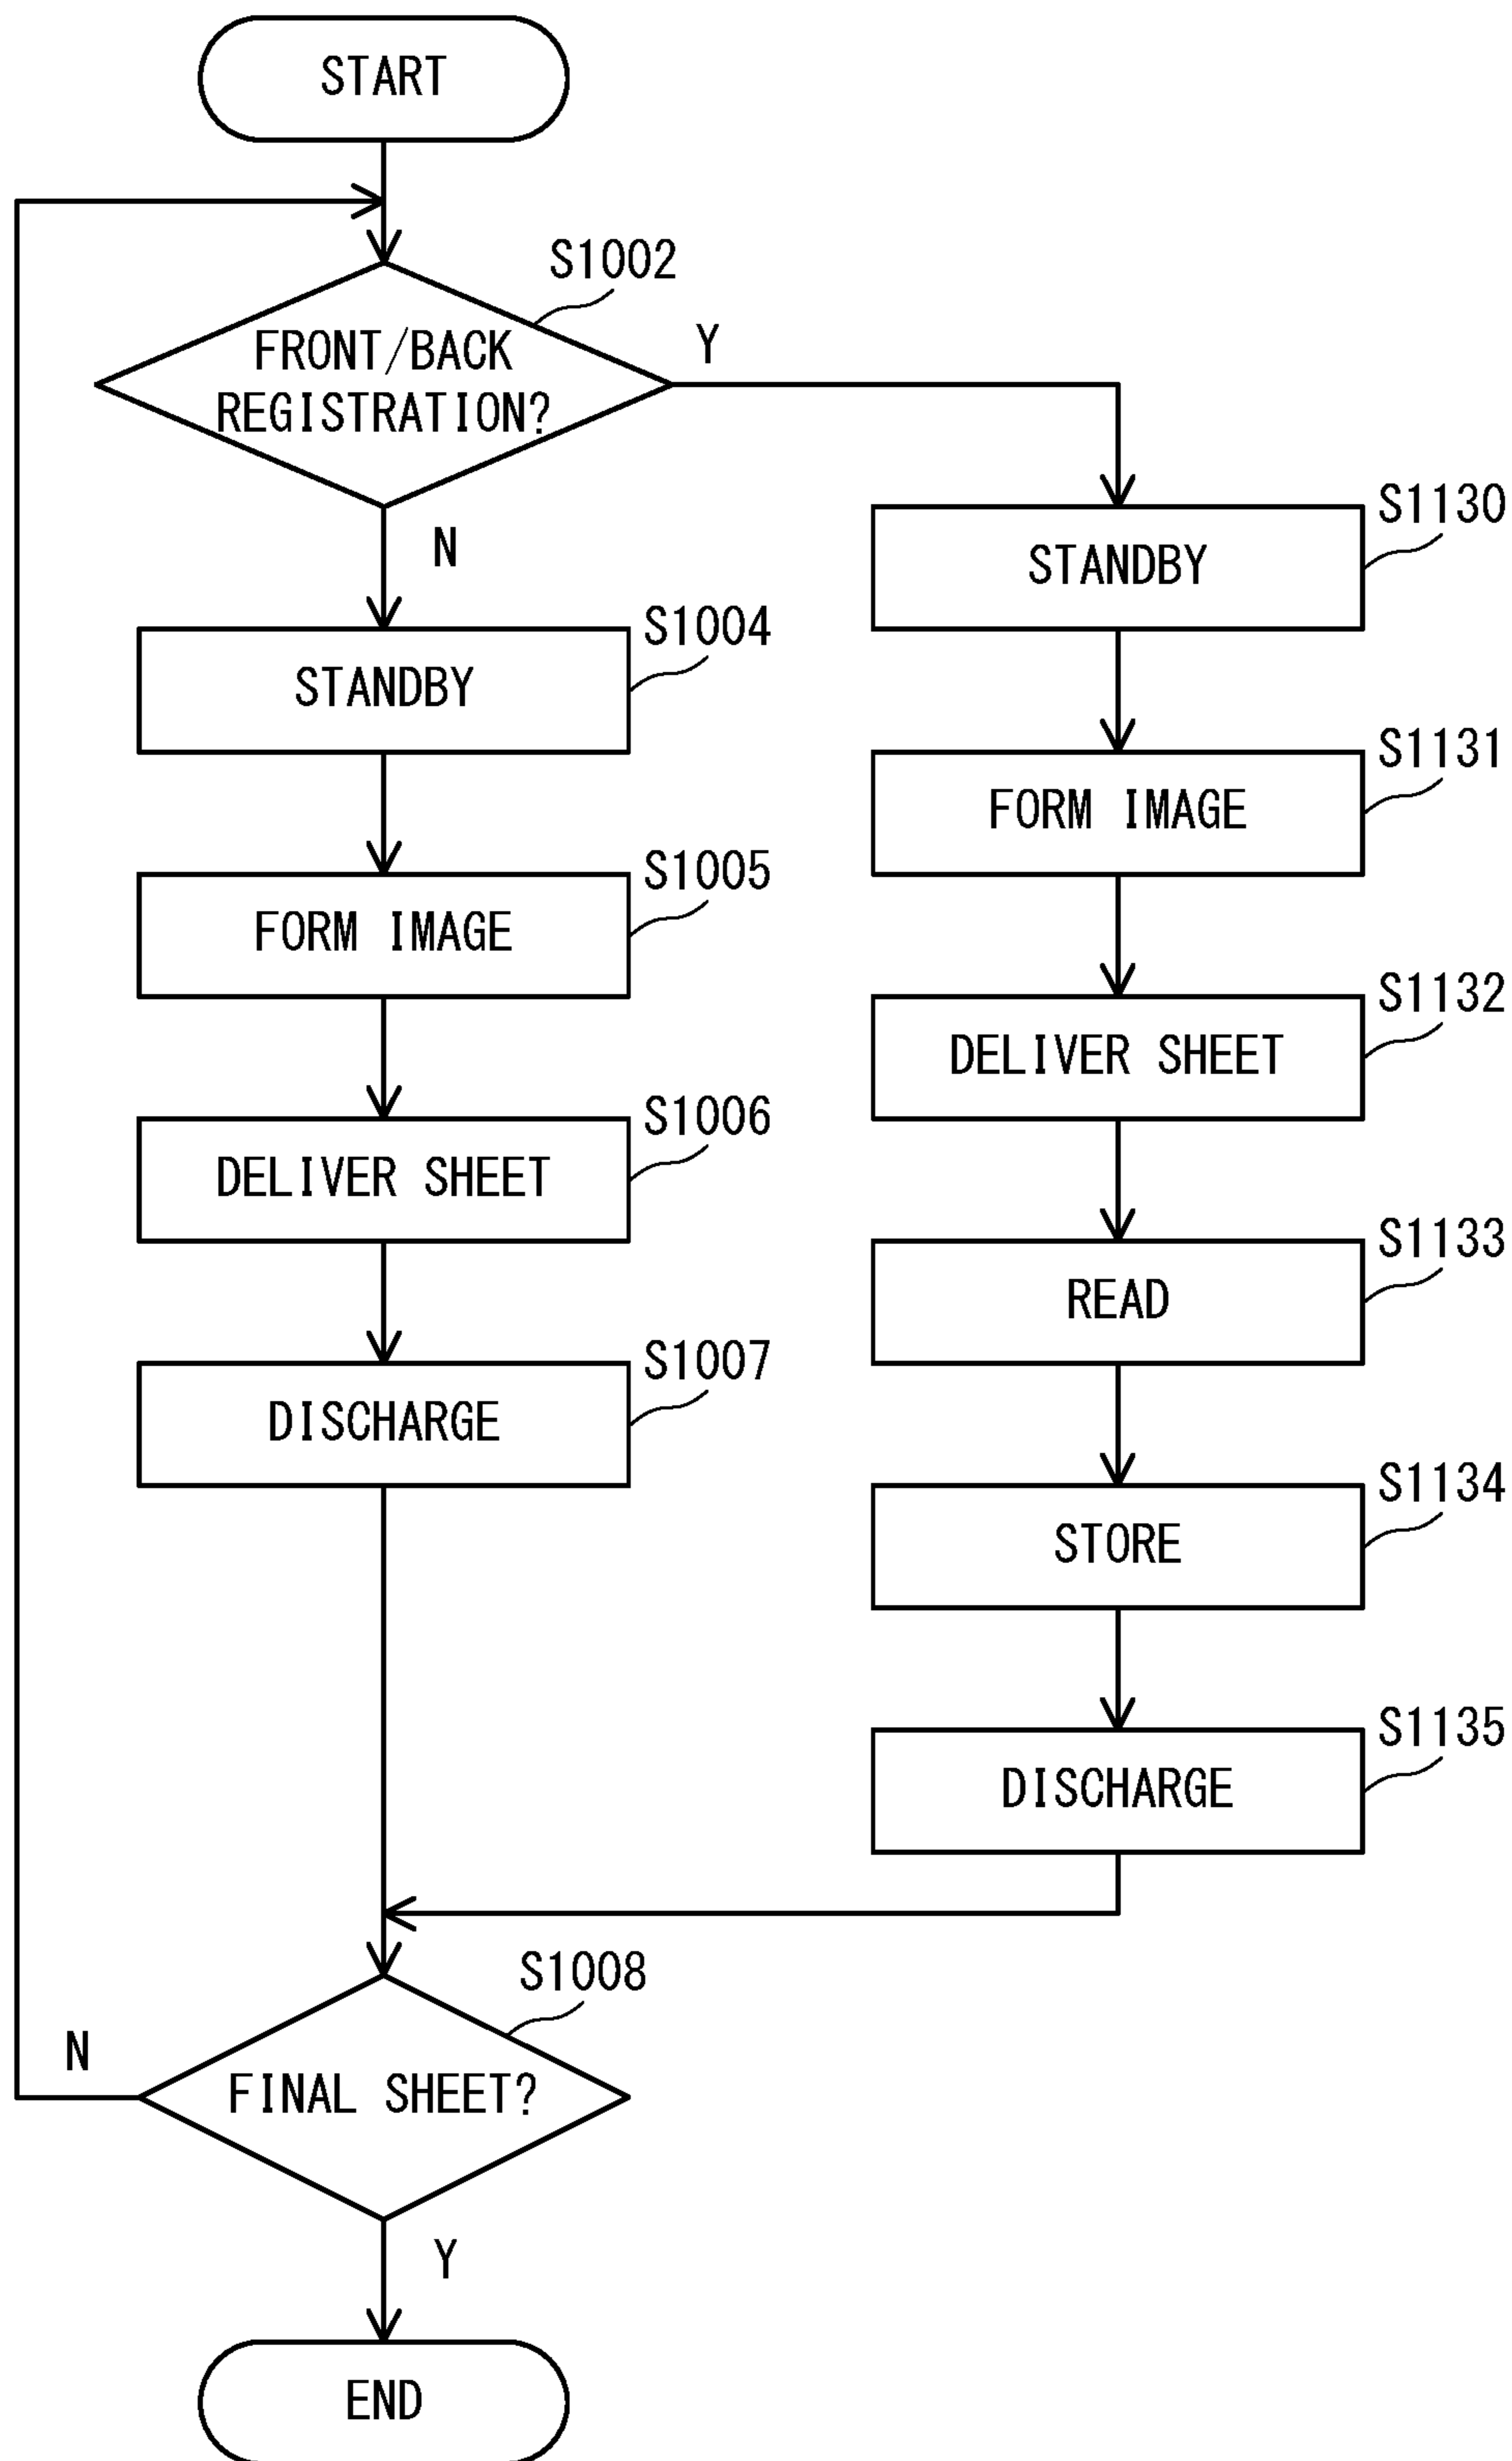 START
S1002
FRONT/BACK
REGISTRATION?
Y
N
S1130
STANDBY
S1004
STANDBY
S1131
FORM IMAGE
S1005
FORM IMAGE
S1132
DELIVER SHEET
S1006
DELIVER SHEET
S1133
READ
S1007
DISCHARGE
S1134
STORE
S1135
DISCHARGE
S1008
N
FINAL SHEET?
Y
END